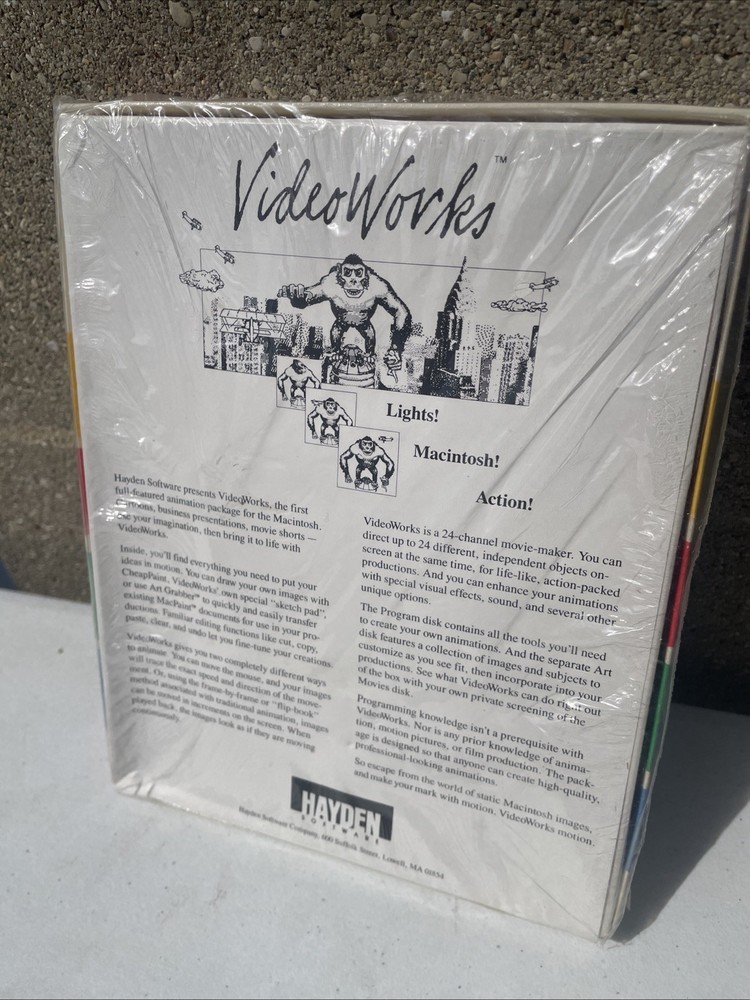 VideoWorks™
Lights!
Macintosh!
Action!
Hayden Software presents VideoWorks, the first
full-featured animation package for the Macintosh.
Cartoons, business presentations, movie shorts —
use your imagination, then bring it to life with
VideoWorks.
Inside, you'll find everything you need to put your
ideas in motion. You can draw your own images with
CheapPaint, VideoWorks' own special "sketch pad";
or use Art Grabber™ to quickly and easily transfer
existing MacPaint™ documents for use in your pro-
ductions. Familiar editing functions like cut, copy,
paste, clear, and undo let you fine-tune your creations.
VideoWorks gives you two completely different ways
to animate. You can move the mouse, and your images
will trace the exact speed and direction of the move-
ment. Or, using the frame-by-frame or "flip-book"
method associated with traditional animation, images
can be moved in increments on the screen. When
played back, the images look as if they are moving
continuously.
VideoWorks is a 24-channel movie-maker. You can
direct up to 24 different, independent objects on-
screen at the same time, for life-like, action-packed
productions. And you can enhance your animations
with special visual effects, sound, and several other
unique options.
The Program disk contains all the tools you'll need
to create your own animations. And the separate Art
disk features a collection of images and subjects to
customize as you see fit, then incorporate into your
productions. See what VideoWorks can do right out
of the box with your own private screening of the
Movies disk.
Programming knowledge isn't a prerequisite with
VideoWorks. Nor is any prior knowledge of anima-
tion, motion pictures, or film production. The pack-
age is designed so that anyone can create high-quality,
professional-looking animations.
So escape from the world of static Macintosh images,
and make your mark with motion. VideoWorks motion.
HAYDEN
SOFTWARE
Hayden Software Company, 600 Suffolk Street, Lowell, MA 01854